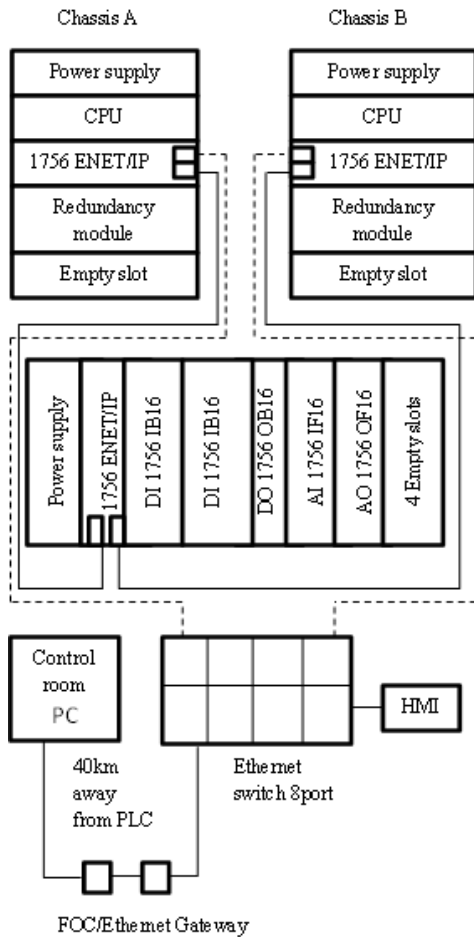 Chassis A
Chassis B
Power supply
CPU
1756 ENET/IP
Redundancy
module
Empty slot
Power supply
CPU
1756 ENET/IP
Redundancy
module
Empty slot
Power supply
1756 ENET/IP
DI 1756 IB16
DI 1756 IB16
DO 1756 OB16
AI 1756 IF16
AO 1756 OF16
4 Empty slots
Control
room
PC
HMI
40km
away
from PLC
Ethernet
switch 8port
FOC/Ethernet Gateway